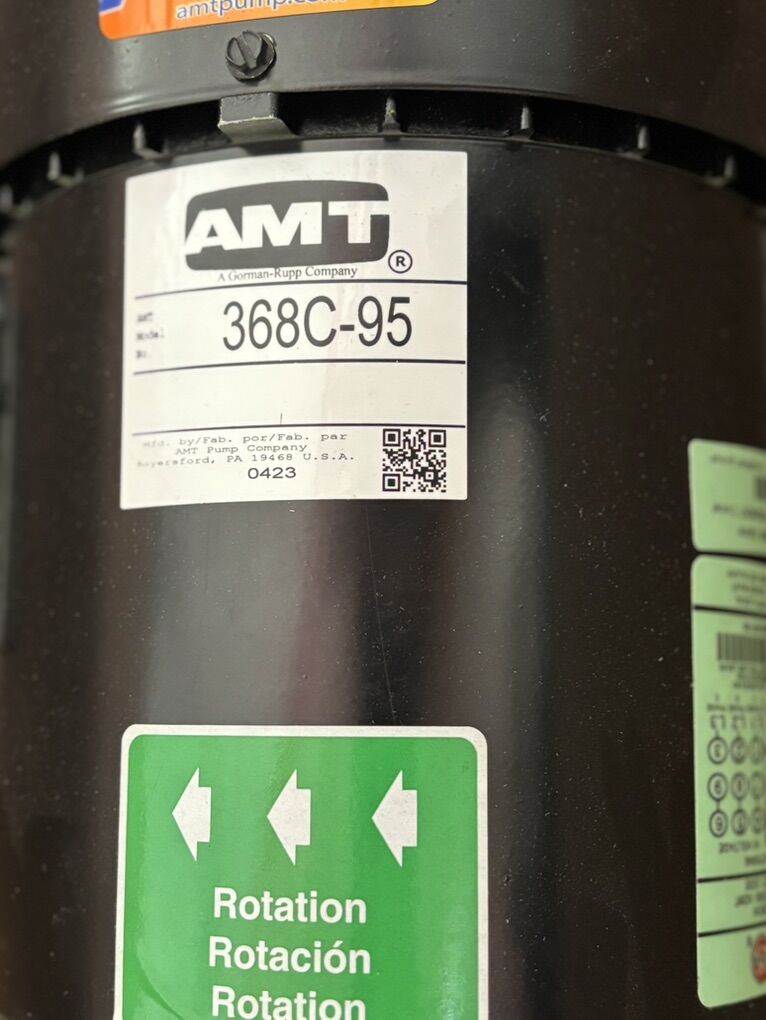 amtpump.com
AMT
®
A Gorman-Rupp Company
AMT
Model
No.
368C-95
Mfd. by/Fab. por/Fab. par
AMT Pump Company
Royersford, PA 19468 U.S.A.
0423
Rotation
Rotación
Rotation